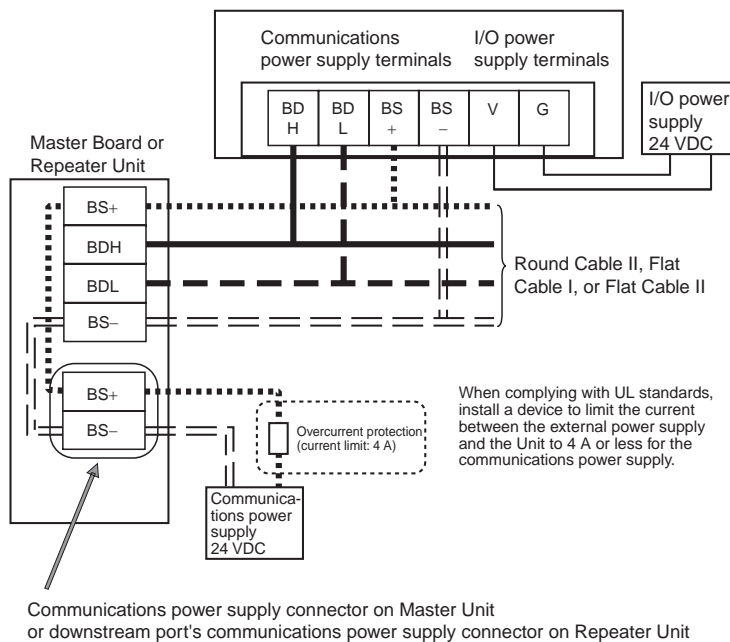 Communications
power supply terminals
I/O power
supply terminals
BD
H
BD
L
BS
+
BS
−
V
G
I/O power
supply
24 VDC
Master Board or
Repeater Unit
BS+
BDH
BDL
BS−
Round Cable II, Flat
Cable I, or Flat Cable II
BS+
BS−
Overcurrent protection
(current limit: 4 A)
When complying with UL standards,
install a device to limit the current
between the external power supply
and the Unit to 4 A or less for the
communications power supply.
Communica-
tions power
supply
24 VDC
Communications power supply connector on Master Unit
or downstream port's communications power supply connector on Repeater Unit